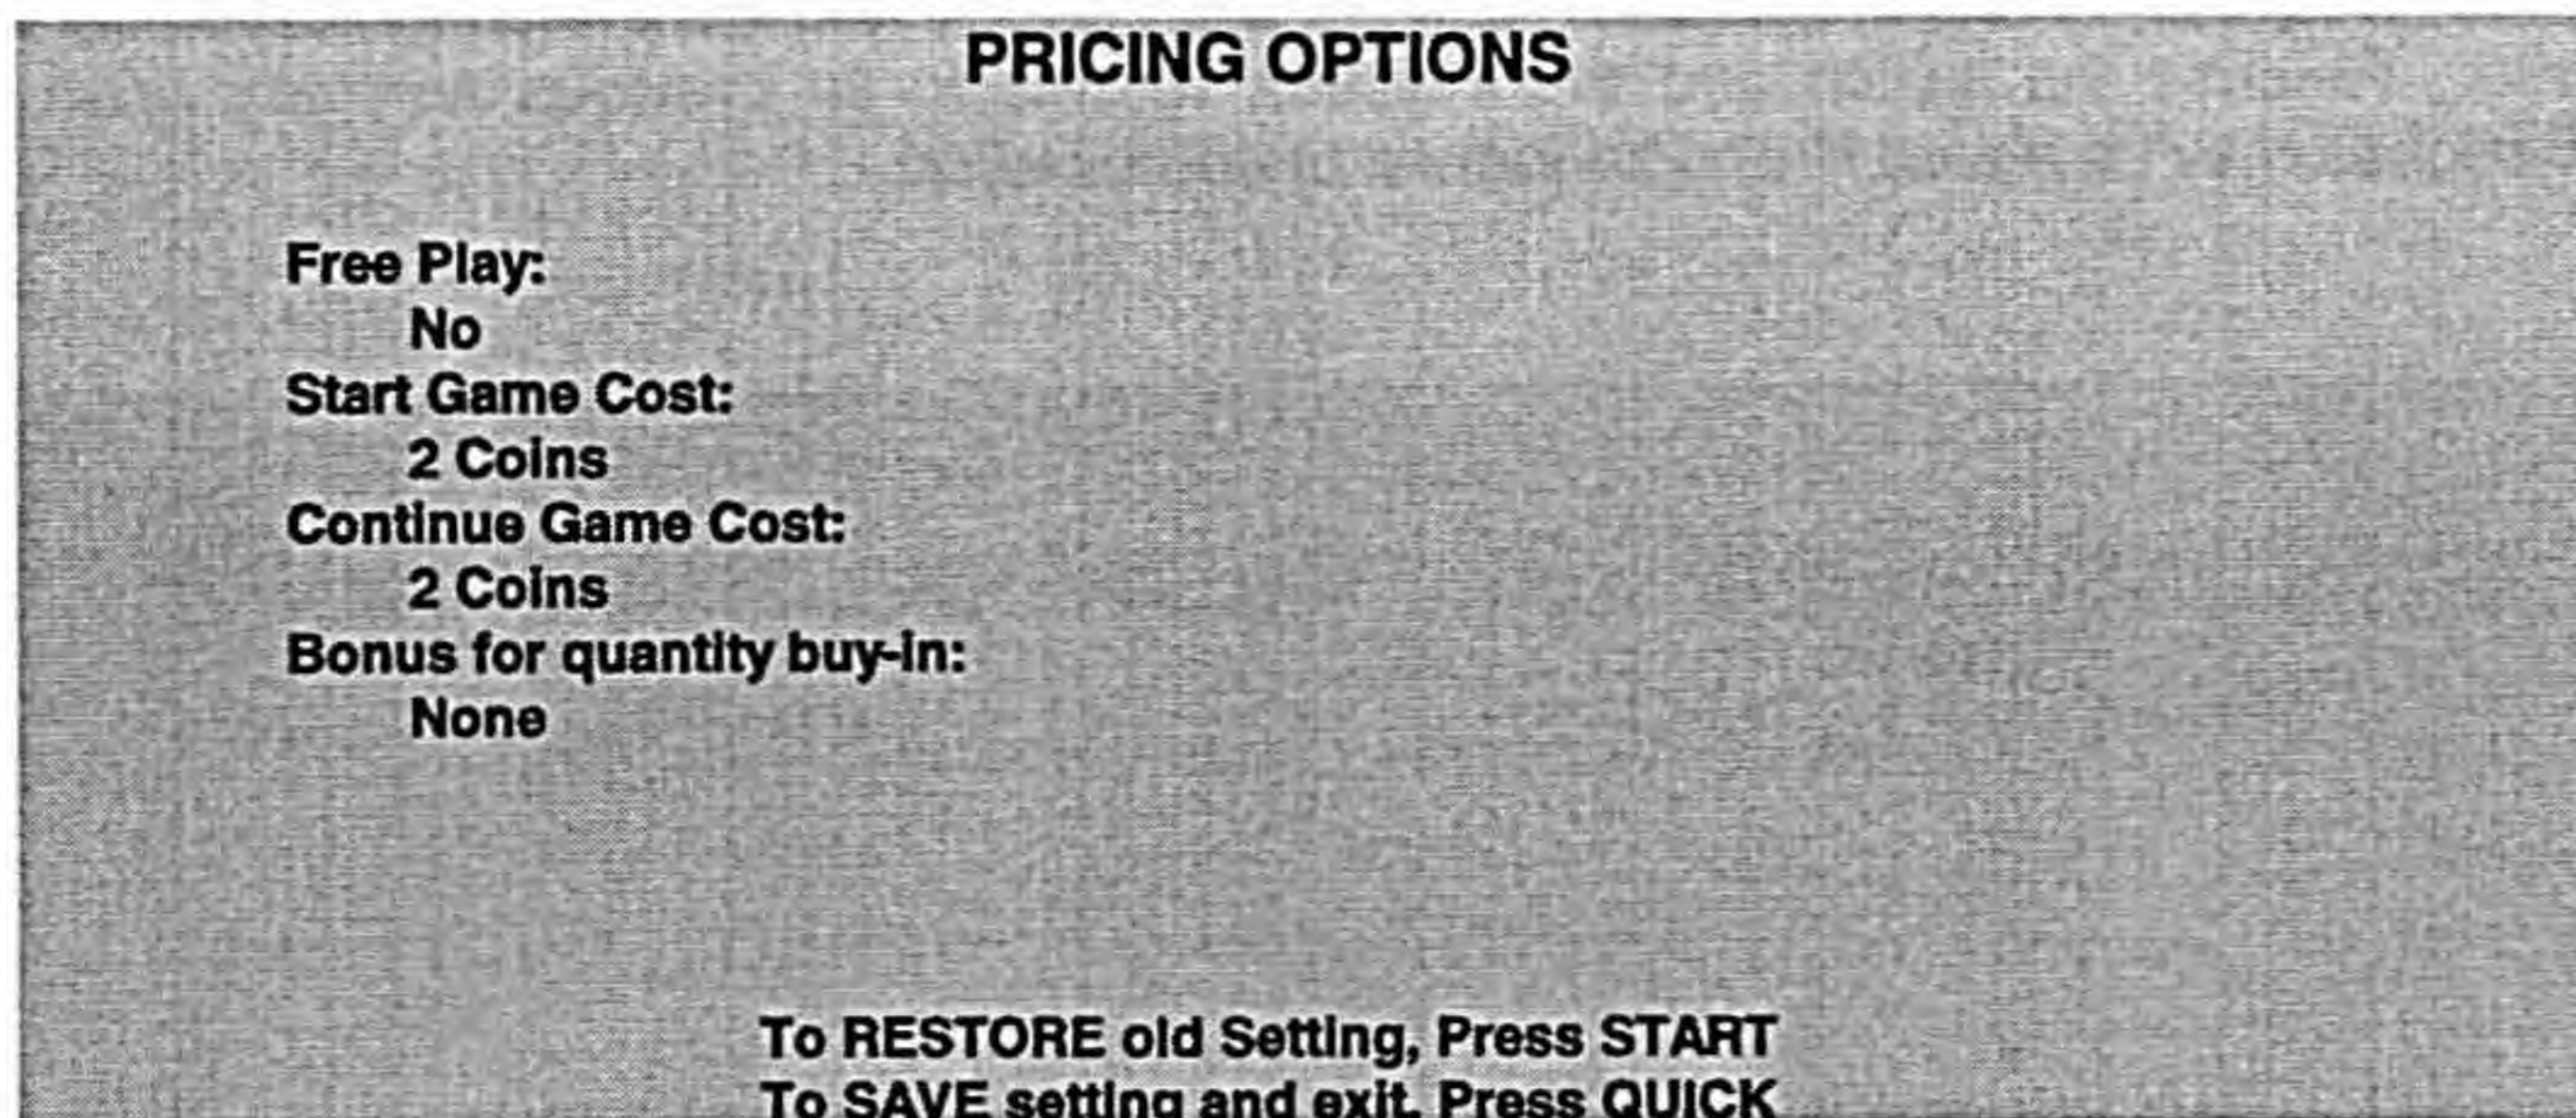 PRICING OPTIONS
Free Play:
No
Start Game Cost:
2 Coins
Continue Game Cost:
2 Coins
Bonus for quantity buy-in:
None
To RESTORE old Setting, Press START
To SAVE setting and exit, Press QUICK